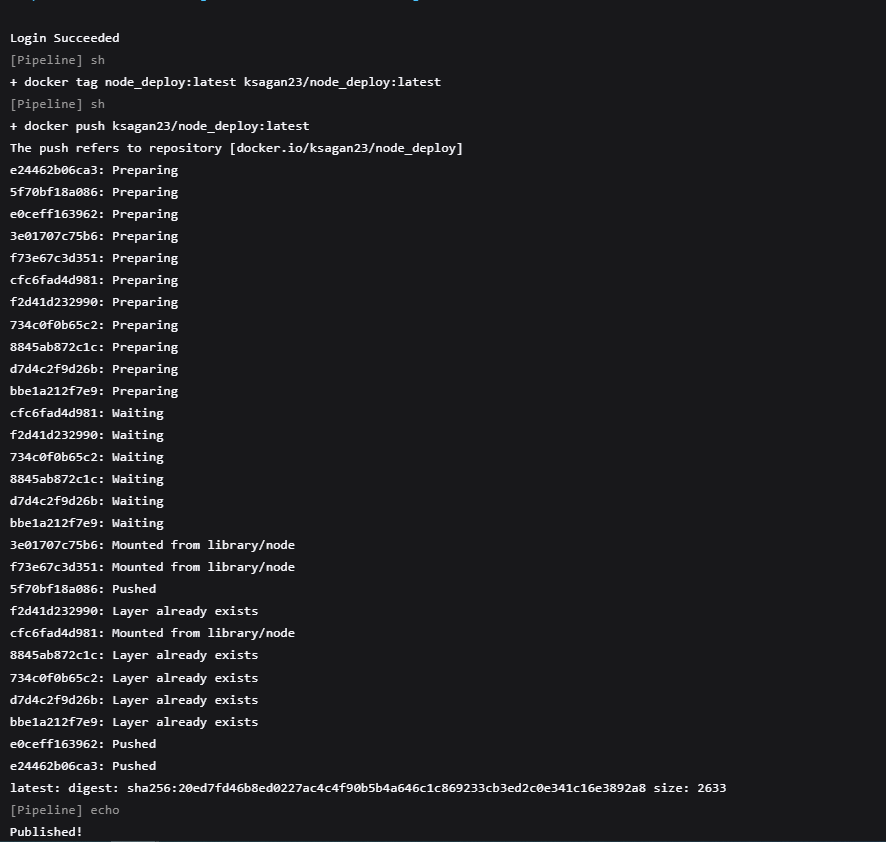 Login Succeeded
[Pipeline] sh
+ docker tag node_deploy:latest ksagan23/node_deploy:latest
[Pipeline] sh
+ docker push ksagan23/node_deploy:latest
The push refers to repository [docker.io/ksagan23/node_deploy]
e24462b06ca3: Preparing
5f70bf18a086: Preparing
e0ceff163962: Preparing
3e01707c75b6: Preparing
f73e67c3d351: Preparing
cfc6fad4d981: Preparing
f2d41d232990: Preparing
734c0f0b65c2: Preparing
8845ab872c1c: Preparing
d7d4c2f9d26b: Preparing
bbe1a212f7e9: Preparing
cfc6fad4d981: Waiting
f2d41d232990: Waiting
734c0f0b65c2: Waiting
8845ab872c1c: Waiting
d7d4c2f9d26b: Waiting
bbe1a212f7e9: Waiting
3e01707c75b6: Mounted from library/node
f73e67c3d351: Mounted from library/node
5f70bf18a086: Pushed
f2d41d232990: Layer already exists
cfc6fad4d981: Mounted from library/node
8845ab872c1c: Layer already exists
734c0f0b65c2: Layer already exists
d7d4c2f9d26b: Layer already exists
bbe1a212f7e9: Layer already exists
e0ceff163962: Pushed
e24462b06ca3: Pushed
latest: digest: sha256:20ed7fd46b8ed0227ac4c4f90b5b4a646c1c869233cb3ed2c0e341c16e3892a8 size: 2633
[Pipeline] echo
Published!